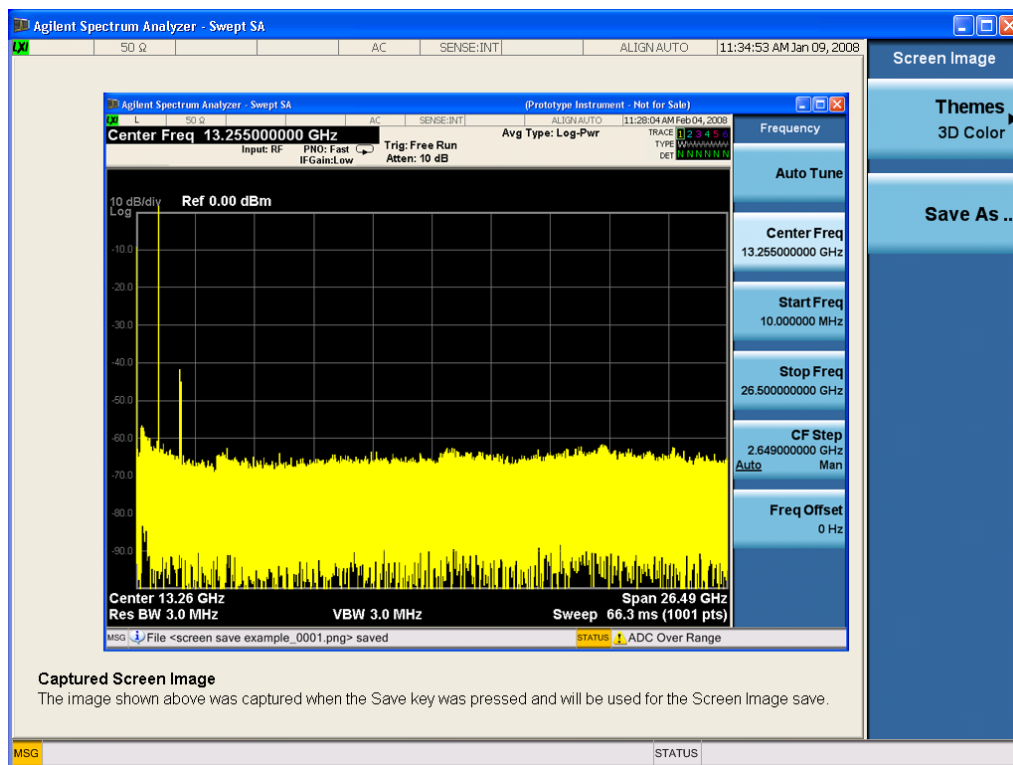 Agilent Spectrum Analyzer - Swept SA
LXI 50 Ω AC SENSE:INT ALIGN AUTO 11:34:53 AM Jan 09, 2008
Screen Image
Themes
3D Color
Save As ..
Agilent Spectrum Analyzer - Swept SA (Prototype Instrument - Not for Sale)
LXI L 50 Ω AC SENSE:INT ALIGN AUTO 11:28:04 AM Feb 04, 2008
Center Freq 13.255000000 GHz
Input: RF PNO: Fast
IFGain:Low
Trig: Free Run
Atten: 10 dB
Avg Type: Log-Pwr
TRACE 1 2 3 4 5 6
TYPE
DET N N N N N N
10 dB/div Ref 0.00 dBm
Log
-10.0
-20.0
-30.0
-40.0
-50.0
-60.0
-70.0
-80.0
-90.0
Center 13.26 GHz Span 26.49 GHz
Res BW 3.0 MHz VBW 3.0 MHz Sweep 66.3 ms (1001 pts)
Frequency
Auto Tune
Center Freq
13.255000000 GHz
Start Freq
10.000000 MHz
Stop Freq
26.500000000 GHz
CF Step
2.649000000 GHz
Auto Man
Freq Offset
0 Hz
MSG File <screen save example_0001.png> saved STATUS ADC Over Range
Captured Screen Image
The image shown above was captured when the Save key was pressed and will be used for the Screen Image save.
MSG STATUS